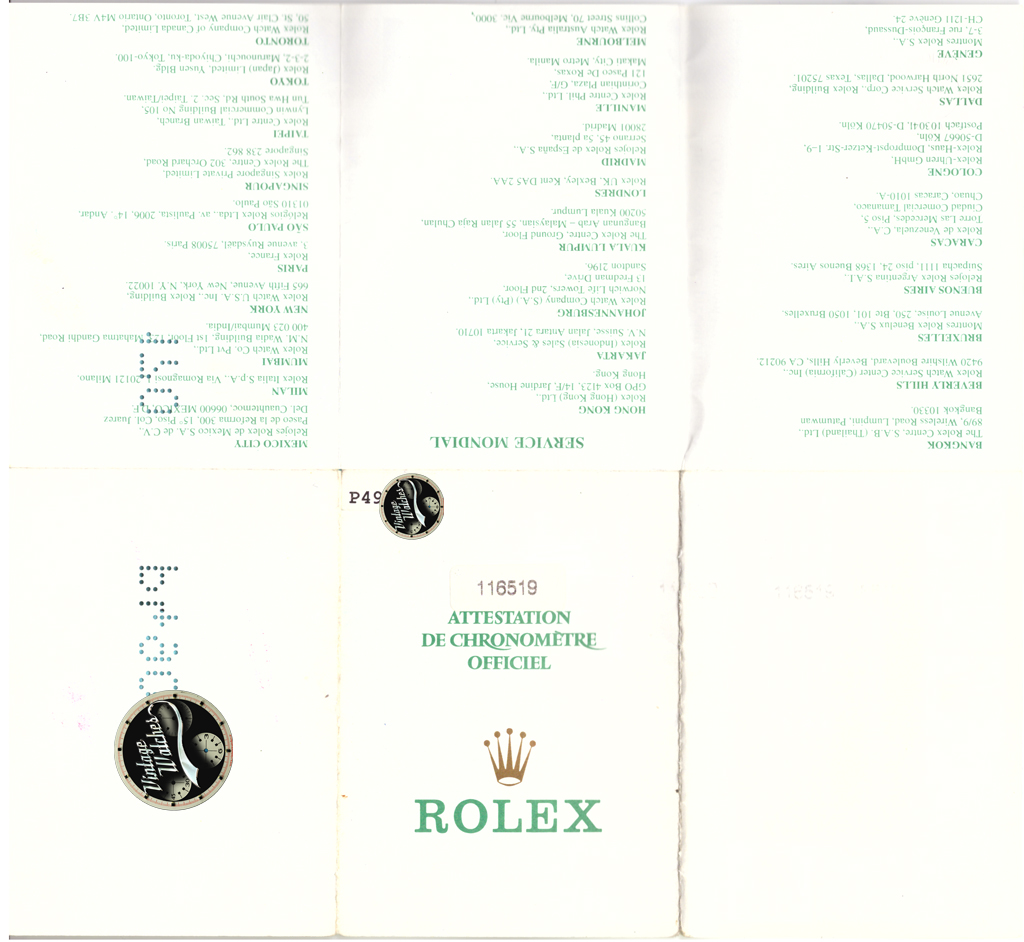 SERVICE MONDIAL
BANGKOK
The Rolex Centre, S.A.B. (Thailand) Ltd.,
89/9, Wireless Road, Lumpini, Patumwan
Bangkok 10330.
BEVERLY HILLS
Rolex Watch Service Center (California) Inc.,
9420 Wilshire Boulevard, Beverly Hills, CA 90212.
BRUXELLES
Montres Rolex Benelux S.A.,
Avenue Louise, 250, Bte 101, 1050 Bruxelles.
BUENOS AIRES
Relojes Rolex Argentina S.A.I.,
Suipacha 1111, piso 24, 1368 Buenos Aires.
CARACAS
Rolex de Venezuela, C.A.,
Torre Las Mercedes, Piso 5,
Ciudad Comercial Tamanaco,
Chuao, Caracas 1010-A.
COLOGNE
Rolex-Uhren GmbH,
Rolex-Haus, Dompropst-Ketzer-Str. 1–9,
D-50667 Köln.
Postfach 103041, D-50470 Köln.
DALLAS
Rolex Watch Service Corp., Rolex Building,
2651 North Harwood, Dallas, Texas 75201.
GENÈVE
Montres Rolex S.A.,
3-7, rue François-Dussaud,
CH-1211 Genève 24.
HONG KONG
Rolex (Hong Kong) Ltd.,
GPO Box 4123, 14/F, Jardine House,
Hong Kong.
JAKARTA
Rolex (Indonesia) Sales & Service,
N.V. Suisse, Jalan Antara 21, Jakarta 10710.
JOHANNESBURG
Rolex Watch Company (S.A.) (Pty) Ltd.,
Norwich Life Towers, 2nd Floor,
13 Fredman Drive,
Sandton 2196.
KUALA LUMPUR
The Rolex Centre, Ground Floor,
Bangunan Arab – Malaysian, 55 Jalan Raja Chulan,
50200 Kuala Lumpur.
LONDRES
Rolex UK, Bexley, Kent DA5 2AA
MADRID
Relojes Rolex de España S.A.,
Serrano 45, 5a planta,
28001 Madrid.
MANILLE
Rolex Centre Phil. Ltd.,
Corinthian Plaza, G/F,
121 Paseo De Roxas,
Makati City, Metro Manila.
MELBOURNE
Rolex Watch Australia Pty. Ltd.,
Collins Street 70, Melbourne Vic. 3000.
MEXICO CITY
Relojes Rolex de Mexico S.A. de C.V.,
Paseo de la Reforma 300, 15° Piso, Col. Juarez
Del. Cuauhtemoc, 06600 MEXICO, D.F.
MILAN
Rolex Italia S.p.A., Via Romagnosi 20121 Milano.
MUMBAI
Rolex Watch Co. Pvt Ltd.,
N.M. Wadia Building, 1st Floor, 123 Mahatma Gandhi Road,
400 023 Mumbai/India.
NEW YORK
Rolex Watch U.S.A. Inc., Rolex Building,
665 Fifth Avenue, New York, N.Y. 10022.
PARIS
Rolex France,
3, avenue Ruysdael, 75008 Paris.
SÃO PAULO
Relogios Rolex Ltda., av. Paulista, 2006, 14°. Andar,
01310 São Paulo.
SINGAPOUR
Rolex Singapore Private Limited,
The Rolex Centre, 302 Orchard Road,
Singapore 238 862.
TAIPEI
Rolex Centre Ltd., Taiwan Branch,
Lynwin Commercial Building No 105,
Tun Hwa South Rd. Sec. 2, Taipei/Taiwan.
TOKYO
Rolex (Japan) Limited, Yusen Bldg.
2-3-2, Marunouchi, Chiyoda-ku, Tokyo-100.
TORONTO
Rolex Watch Company of Canada Limited,
50, St. Clair Avenue West, Toronto, Ontario M4V 3B7.
P49
Vintage
Watches
116519
ATTESTATION
DE CHRONOMÈTRE
OFFICIEL
ROLEX
Vintage
Watches
116519